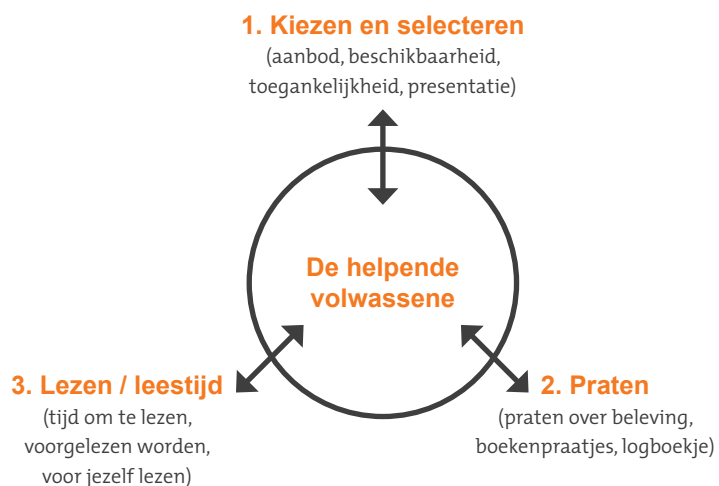 1. Kiezen en selecteren
(aanbod, beschikbaarheid,
toegankelijkheid, presentatie)
De helpende
volwassene
3. Lezen / leestijd
(tijd om te lezen,
voorgelezen worden,
voor jezelf lezen)
2. Praten
(praten over beleving,
boekenpraatjes, logboekje)